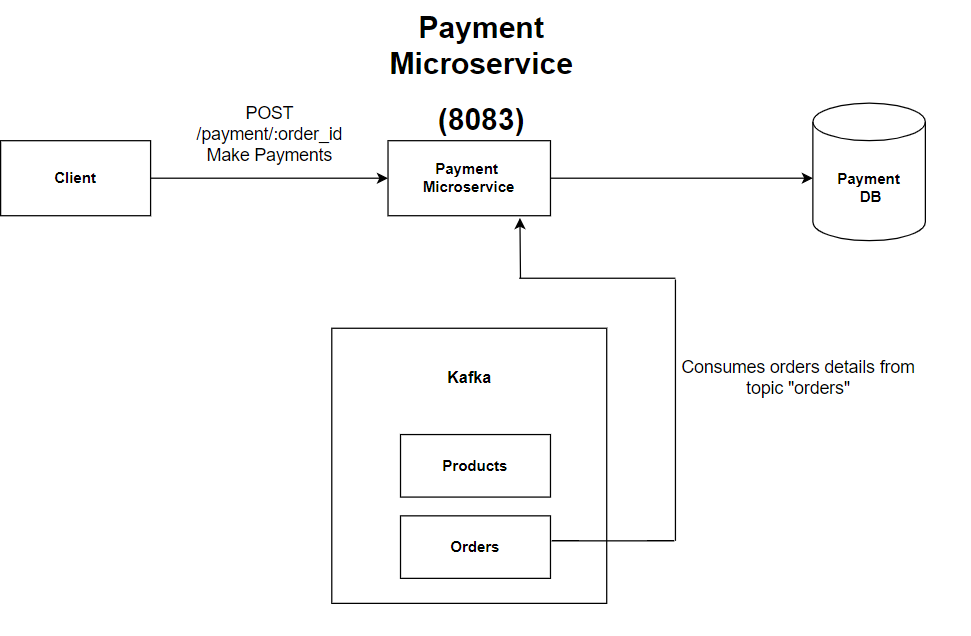 Payment
Microservice
(8083)
POST
/payment/:order_id
Make Payments
Client
Payment
Microservice
Payment
DB
Kafka
Consumes orders details from
topic "orders"
Products
Orders